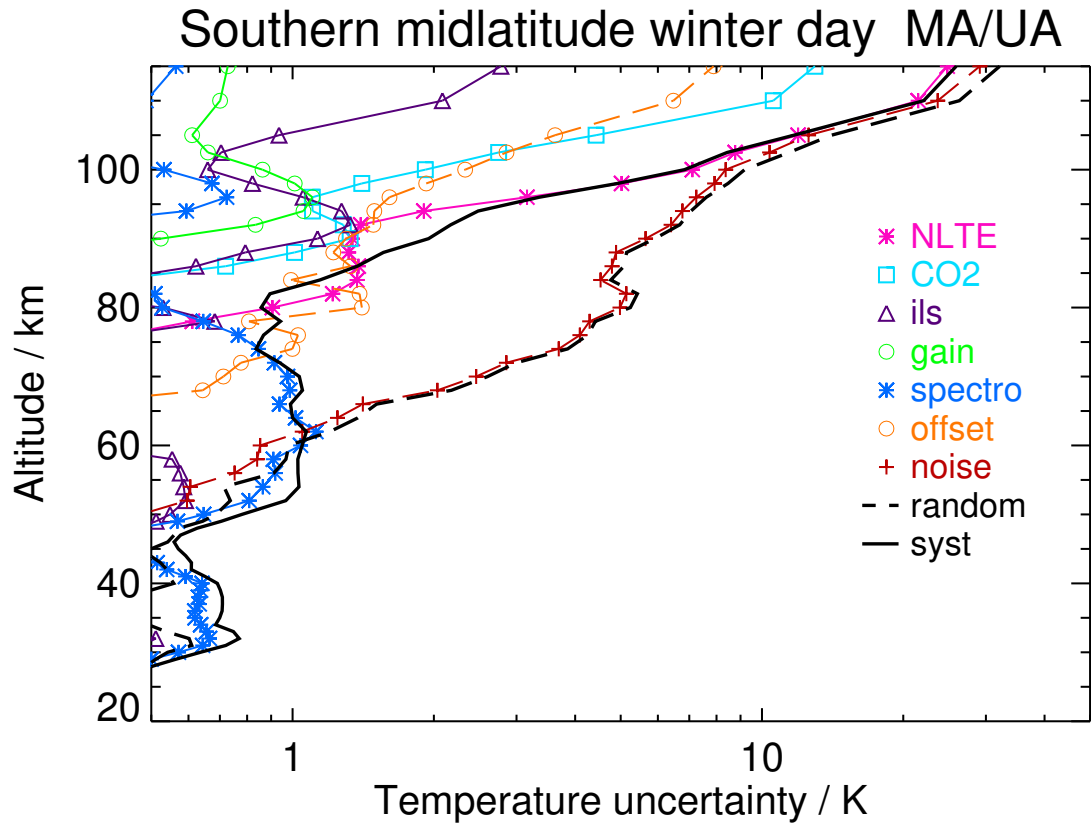 Southern midlatitude winter day MA/UA
Altitude / km
100
80
60
40
20
NLTE
CO2
ils
gain
spectro
offset
noise
random
syst
1
10
Temperature uncertainty / K